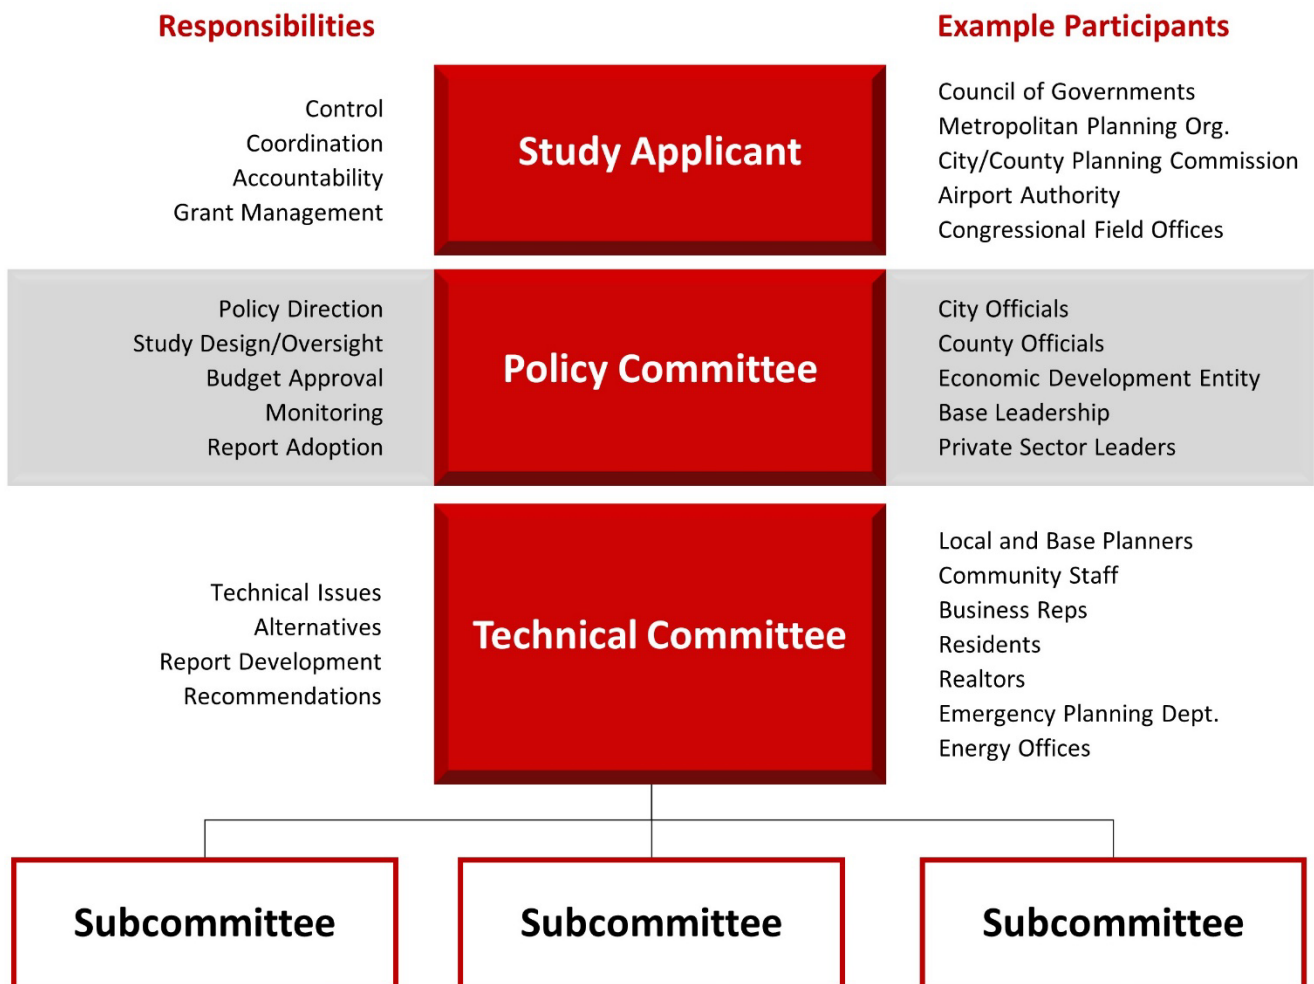 Responsibilities
Example Participants
Control
Coordination
Accountability
Grant Management
Study Applicant
Council of Governments
Metropolitan Planning Org.
City/County Planning Commission
Airport Authority
Congressional Field Offices
Policy Direction
Study Design/Oversight
Budget Approval
Monitoring
Report Adoption
Policy Committee
City Officials
County Officials
Economic Development Entity
Base Leadership
Private Sector Leaders
Technical Issues
Alternatives
Report Development
Recommendations
Technical Committee
Local and Base Planners
Community Staff
Business Reps
Residents
Realtors
Emergency Planning Dept.
Energy Offices
Subcommittee
Subcommittee
Subcommittee